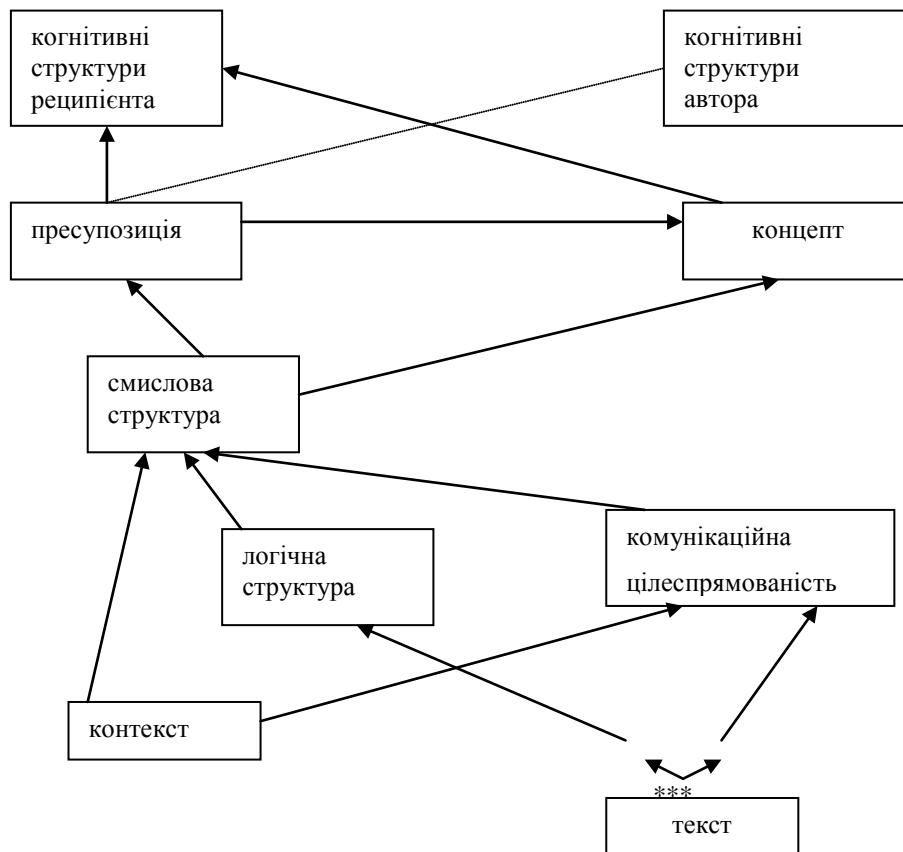 когнітивні
структури
реципієнта
когнітивні
структури
автора
пресупозиція
концепт
смислова
структура
логічна
структура
комунікаційна
цілеспрямованість
контекст
***
текст